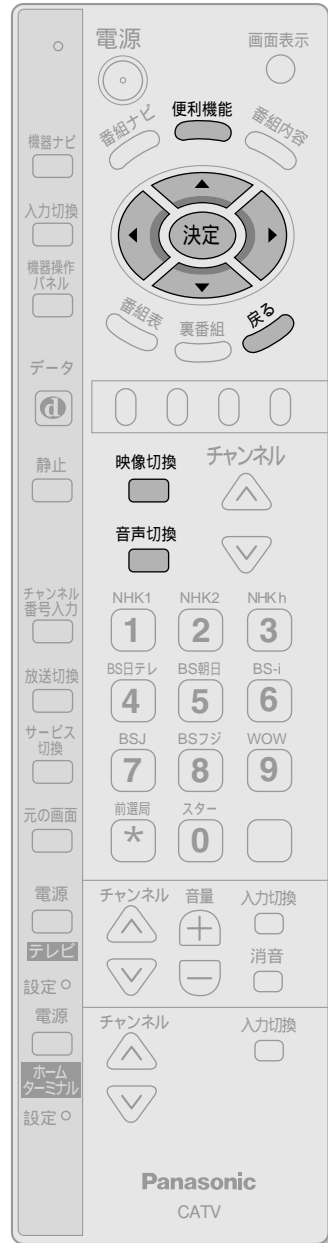 電源
画面表示
番組ナビ
便利機能
番組内容
機器ナビ
入力切換
決定
機器操作
パネル
番組表
裏番組
戻る
データ
d
静止
映像切換
チャンネル
音声切換
チャンネル
番号入力
NHK1
NHK2
NHKh
1
2
3
放送切換
BS日テレ
BS朝日
BS-i
4
5
6
サービス
切換
BSJ
BSフジ
WOW
7
8
9
元の画面
前選局
スター
*
0
電源
テレビ
設定
チャンネル
音量
入力切換
+
−
消音
電源
ホーム
ターミナル
設定
チャンネル
入力切換
Panasonic
CATV